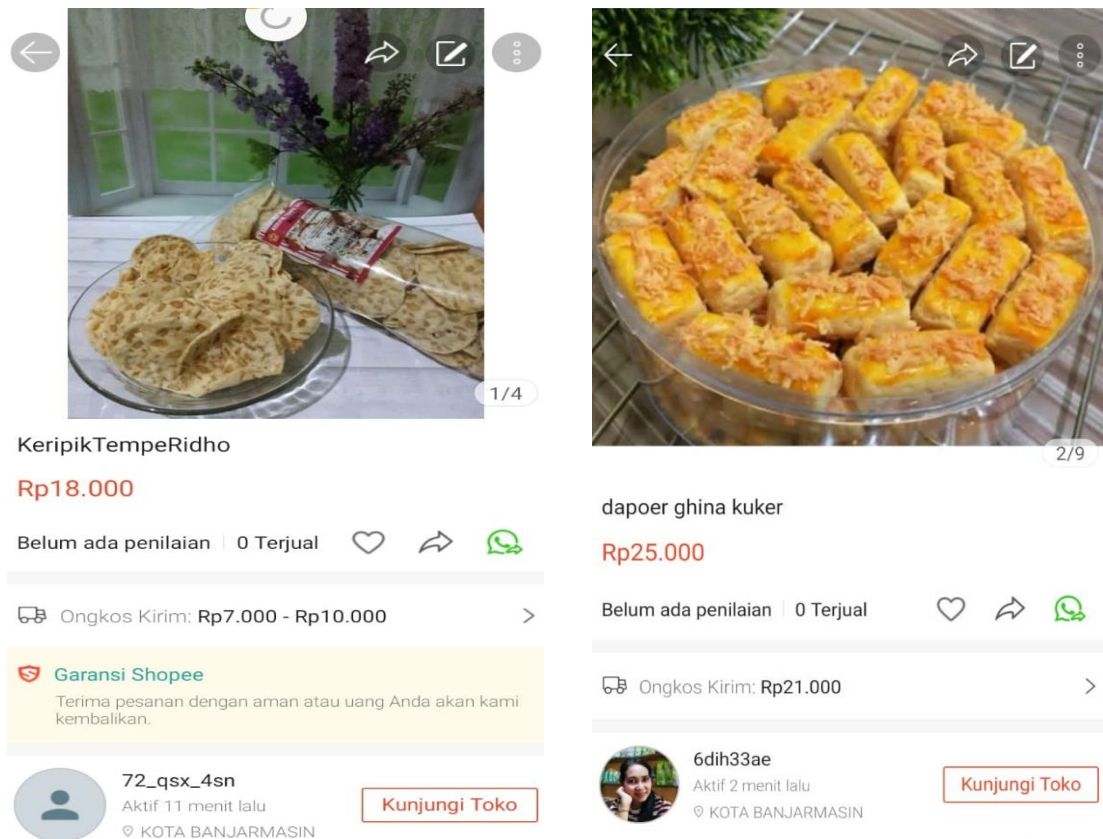 1/4
KeripikTempeRidho
Rp18.000
Belum ada penilaian
0 Terjual
Ongkos Kirim: Rp7.000 - Rp10.000
Garansi Shopee
Terima pesanan dengan aman atau uang Anda akan kami
kembalikan.
72_qsx_4sn
Aktif 11 menit lalu
KOTA BANJARMASIN
Kunjungi Toko
2/9
dapoer ghina kuker
Rp25.000
Belum ada penilaian
0 Terjual
Ongkos Kirim: Rp21.000
6dih33ae
Aktif 2 menit lalu
KOTA BANJARMASIN
Kunjungi Toko